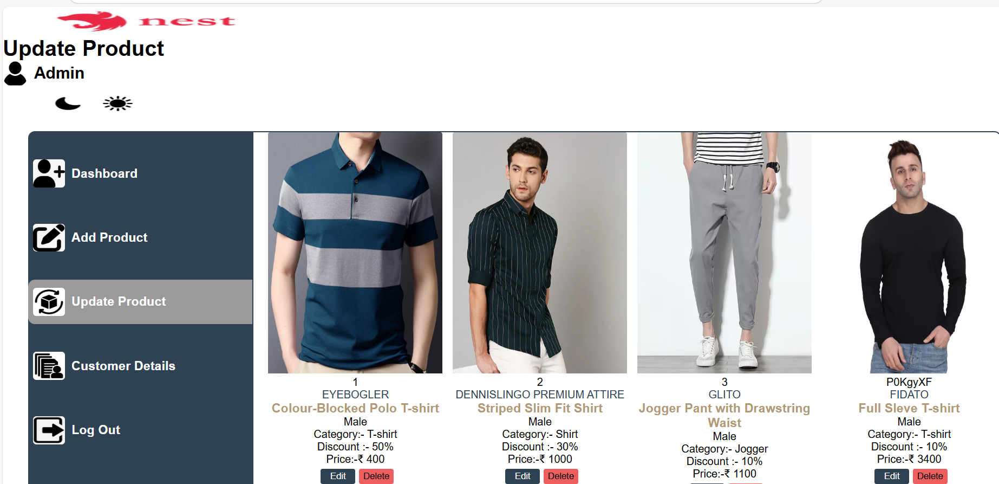 nest
Update Product
Admin
Dashboard
Add Product
Update Product
Customer Details
Log Out
1
EYEBOGLER
Colour-Blocked Polo T-shirt
Male
Category:- T-shirt
Discount :- 50%
Price:-₹ 400
Edit Delete
2
DENNISLINGO PREMIUM ATTIRE
Striped Slim Fit Shirt
Male
Category:- Shirt
Discount :- 30%
Price:-₹ 1000
Edit Delete
3
GLITO
Jogger Pant with Drawstring
Waist
Male
Category:- Jogger
Discount :- 10%
Price:-₹ 1100
P0KgyXF
FIDATO
Full Sleve T-shirt
Male
Category:- T-shirt
Discount :- 10%
Price:-₹ 3400
Edit Delete